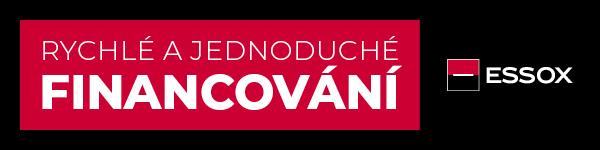 RYCHLÉ A JEDNODUCHÉ
FINANCOVÁNÍ
ESSOX